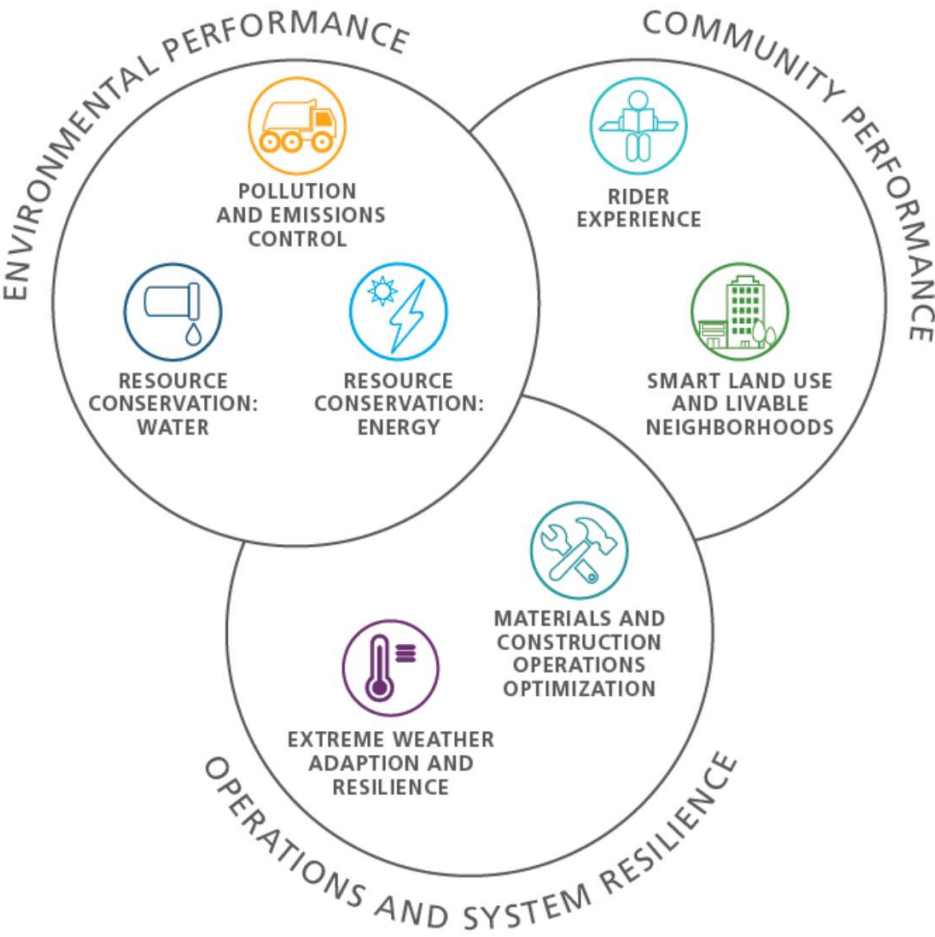 ENVIRONMENTAL PERFORMANCE
COMMUNITY PERFORMANCE
POLLUTION
AND EMISSIONS
CONTROL
RIDER
EXPERIENCE
RESOURCE
CONSERVATION:
WATER
RESOURCE
CONSERVATION:
ENERGY
SMART LAND USE
AND LIVABLE
NEIGHBORHOODS
MATERIALS AND
CONSTRUCTION
OPERATIONS
OPTIMIZATION
EXTREME WEATHER
ADAPTION AND
RESILIENCE
OPERATIONS AND SYSTEM RESILIENCE